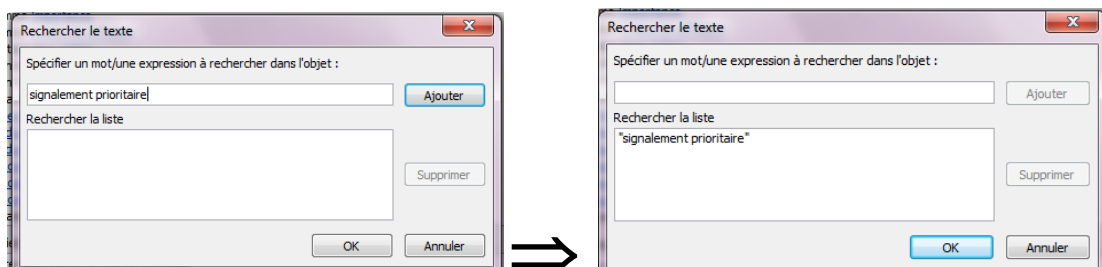 Rechercher le texte
Spécifier un mot/une expression à rechercher dans l'objet :
signalement prioritaire
Ajouter
Rechercher la liste
Supprimer
OK
Annuler
Rechercher le texte
Spécifier un mot/une expression à rechercher dans l'objet :
Ajouter
Rechercher la liste
"signalement prioritaire"
Supprimer
OK
Annuler